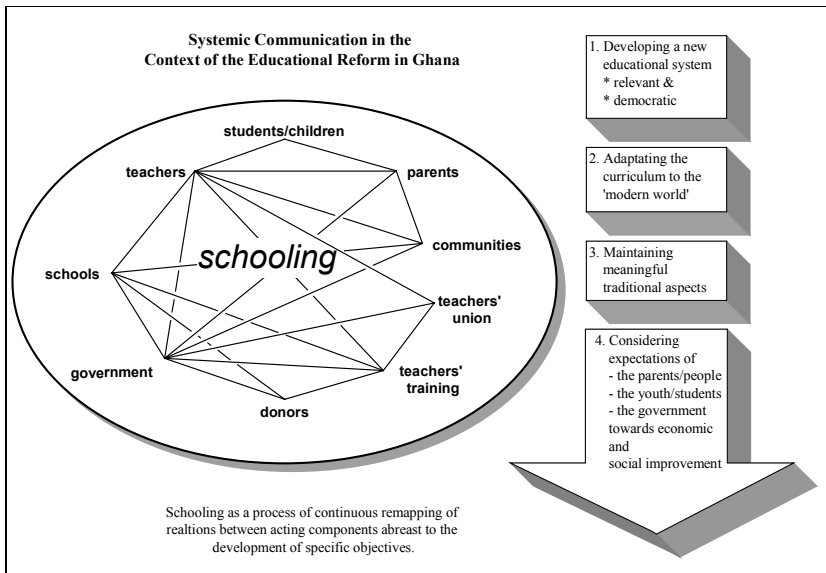 Systemic Communication in the
Context of the Educational Reform in Ghana
students/children
teachers
parents
schooling
communities
schools
teachers'
union
government
teachers'
training
donors
Schooling as a process of continuous remapping of
realtions between acting components abreast to the
development of specific objectives.
1. Developing a new
educational system
* relevant &
* democratic
2. Adaptating the
curriculum to the
'modern world'
3. Maintaining
meaningful
traditional aspects
4. Considering
expectations of
- the parents/people
- the youth/students
- the government
towards economic
and
social improvement